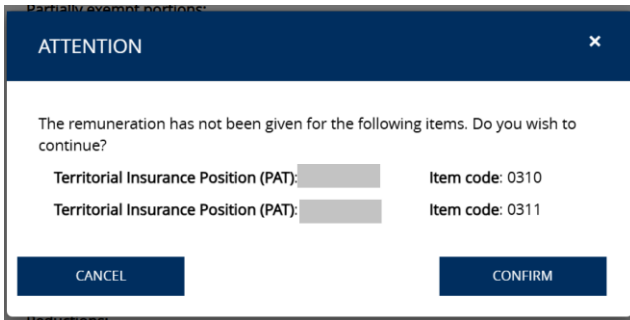 Partially exempt portions:
ATTENTION
×
The remuneration has not been given for the following items. Do you wish to
continue?
Territorial Insurance Position (PAT): Item code: 0310
Territorial Insurance Position (PAT): Item code: 0311
CANCEL CONFIRM
Reductions: